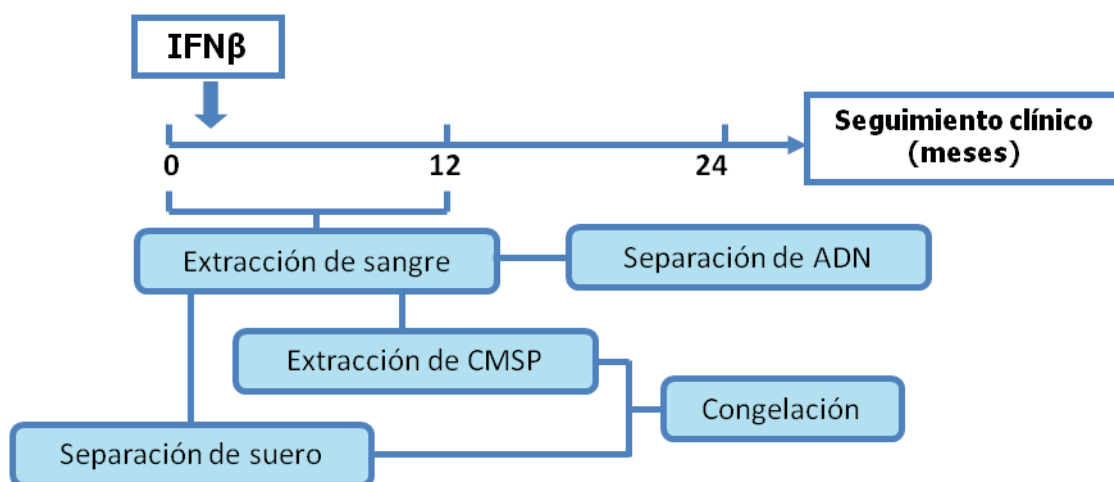 IFNβ
Seguimiento clínico
(meses)
0
12
24
Extracción de sangre
Separación de ADN
Extracción de CMSP
Congelación
Separación de suero